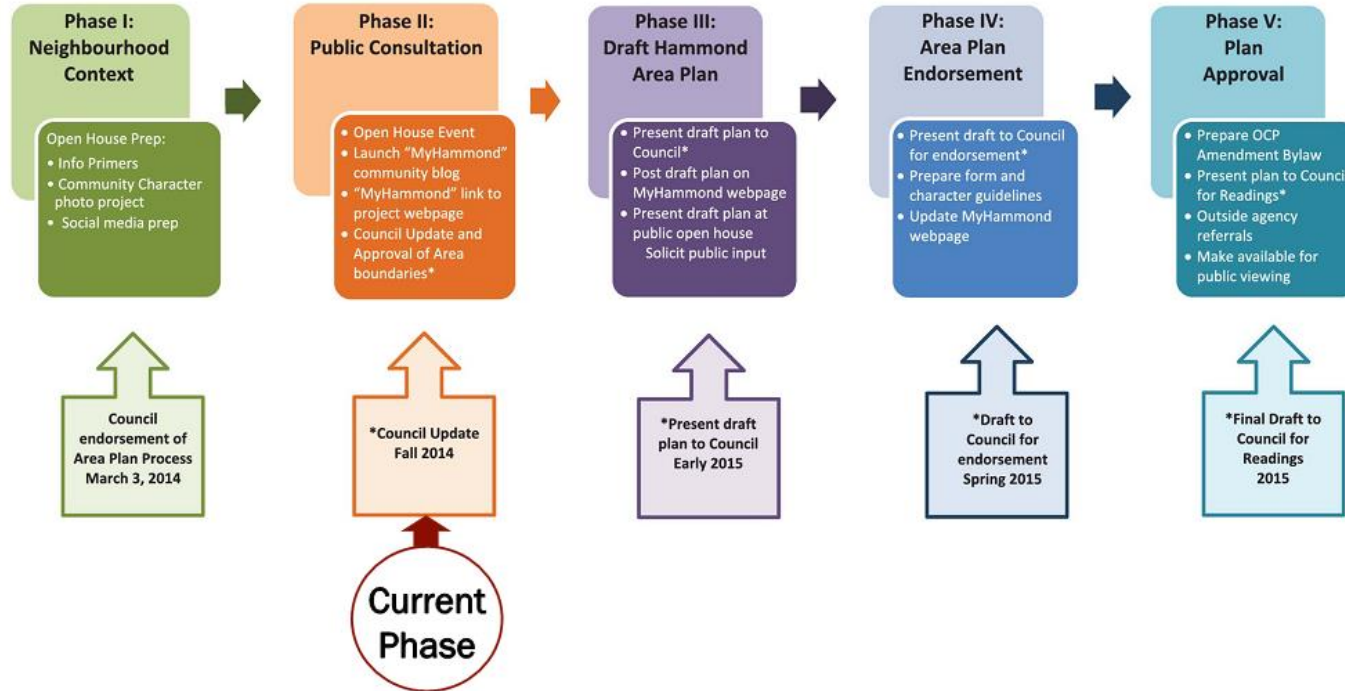 Phase I:
Neighbourhood
Context
Open House Prep:
• Info Primers
• Community Character
photo project
• Social media prep
Council
endorsement of
Area Plan Process
March 3, 2014
Phase II:
Public Consultation
• Open House Event
• Launch “MyHammond”
community blog
• “MyHammond” link to
project webpage
• Council Update and
Approval of Area
boundaries*
*Council Update
Fall 2014
Current
Phase
Phase III:
Draft Hammond
Area Plan
• Present draft plan to
Council*
• Post draft plan on
MyHammond webpage
• Present draft plan at
public open house
Solicit public input
*Present draft
plan to Council
Early 2015
Phase IV:
Area Plan
Endorsement
• Present draft to Council
for endorsement*
• Prepare form and
character guidelines
• Update MyHammond
webpage
*Draft to
Council for
endorsement
Spring 2015
Phase V:
Plan
Approval
• Prepare OCP
Amendment Bylaw
• Present plan to Council
for Readings*
• Outside agency
referrals
• Make available for
public viewing
*Final Draft to
Council for
Readings
2015